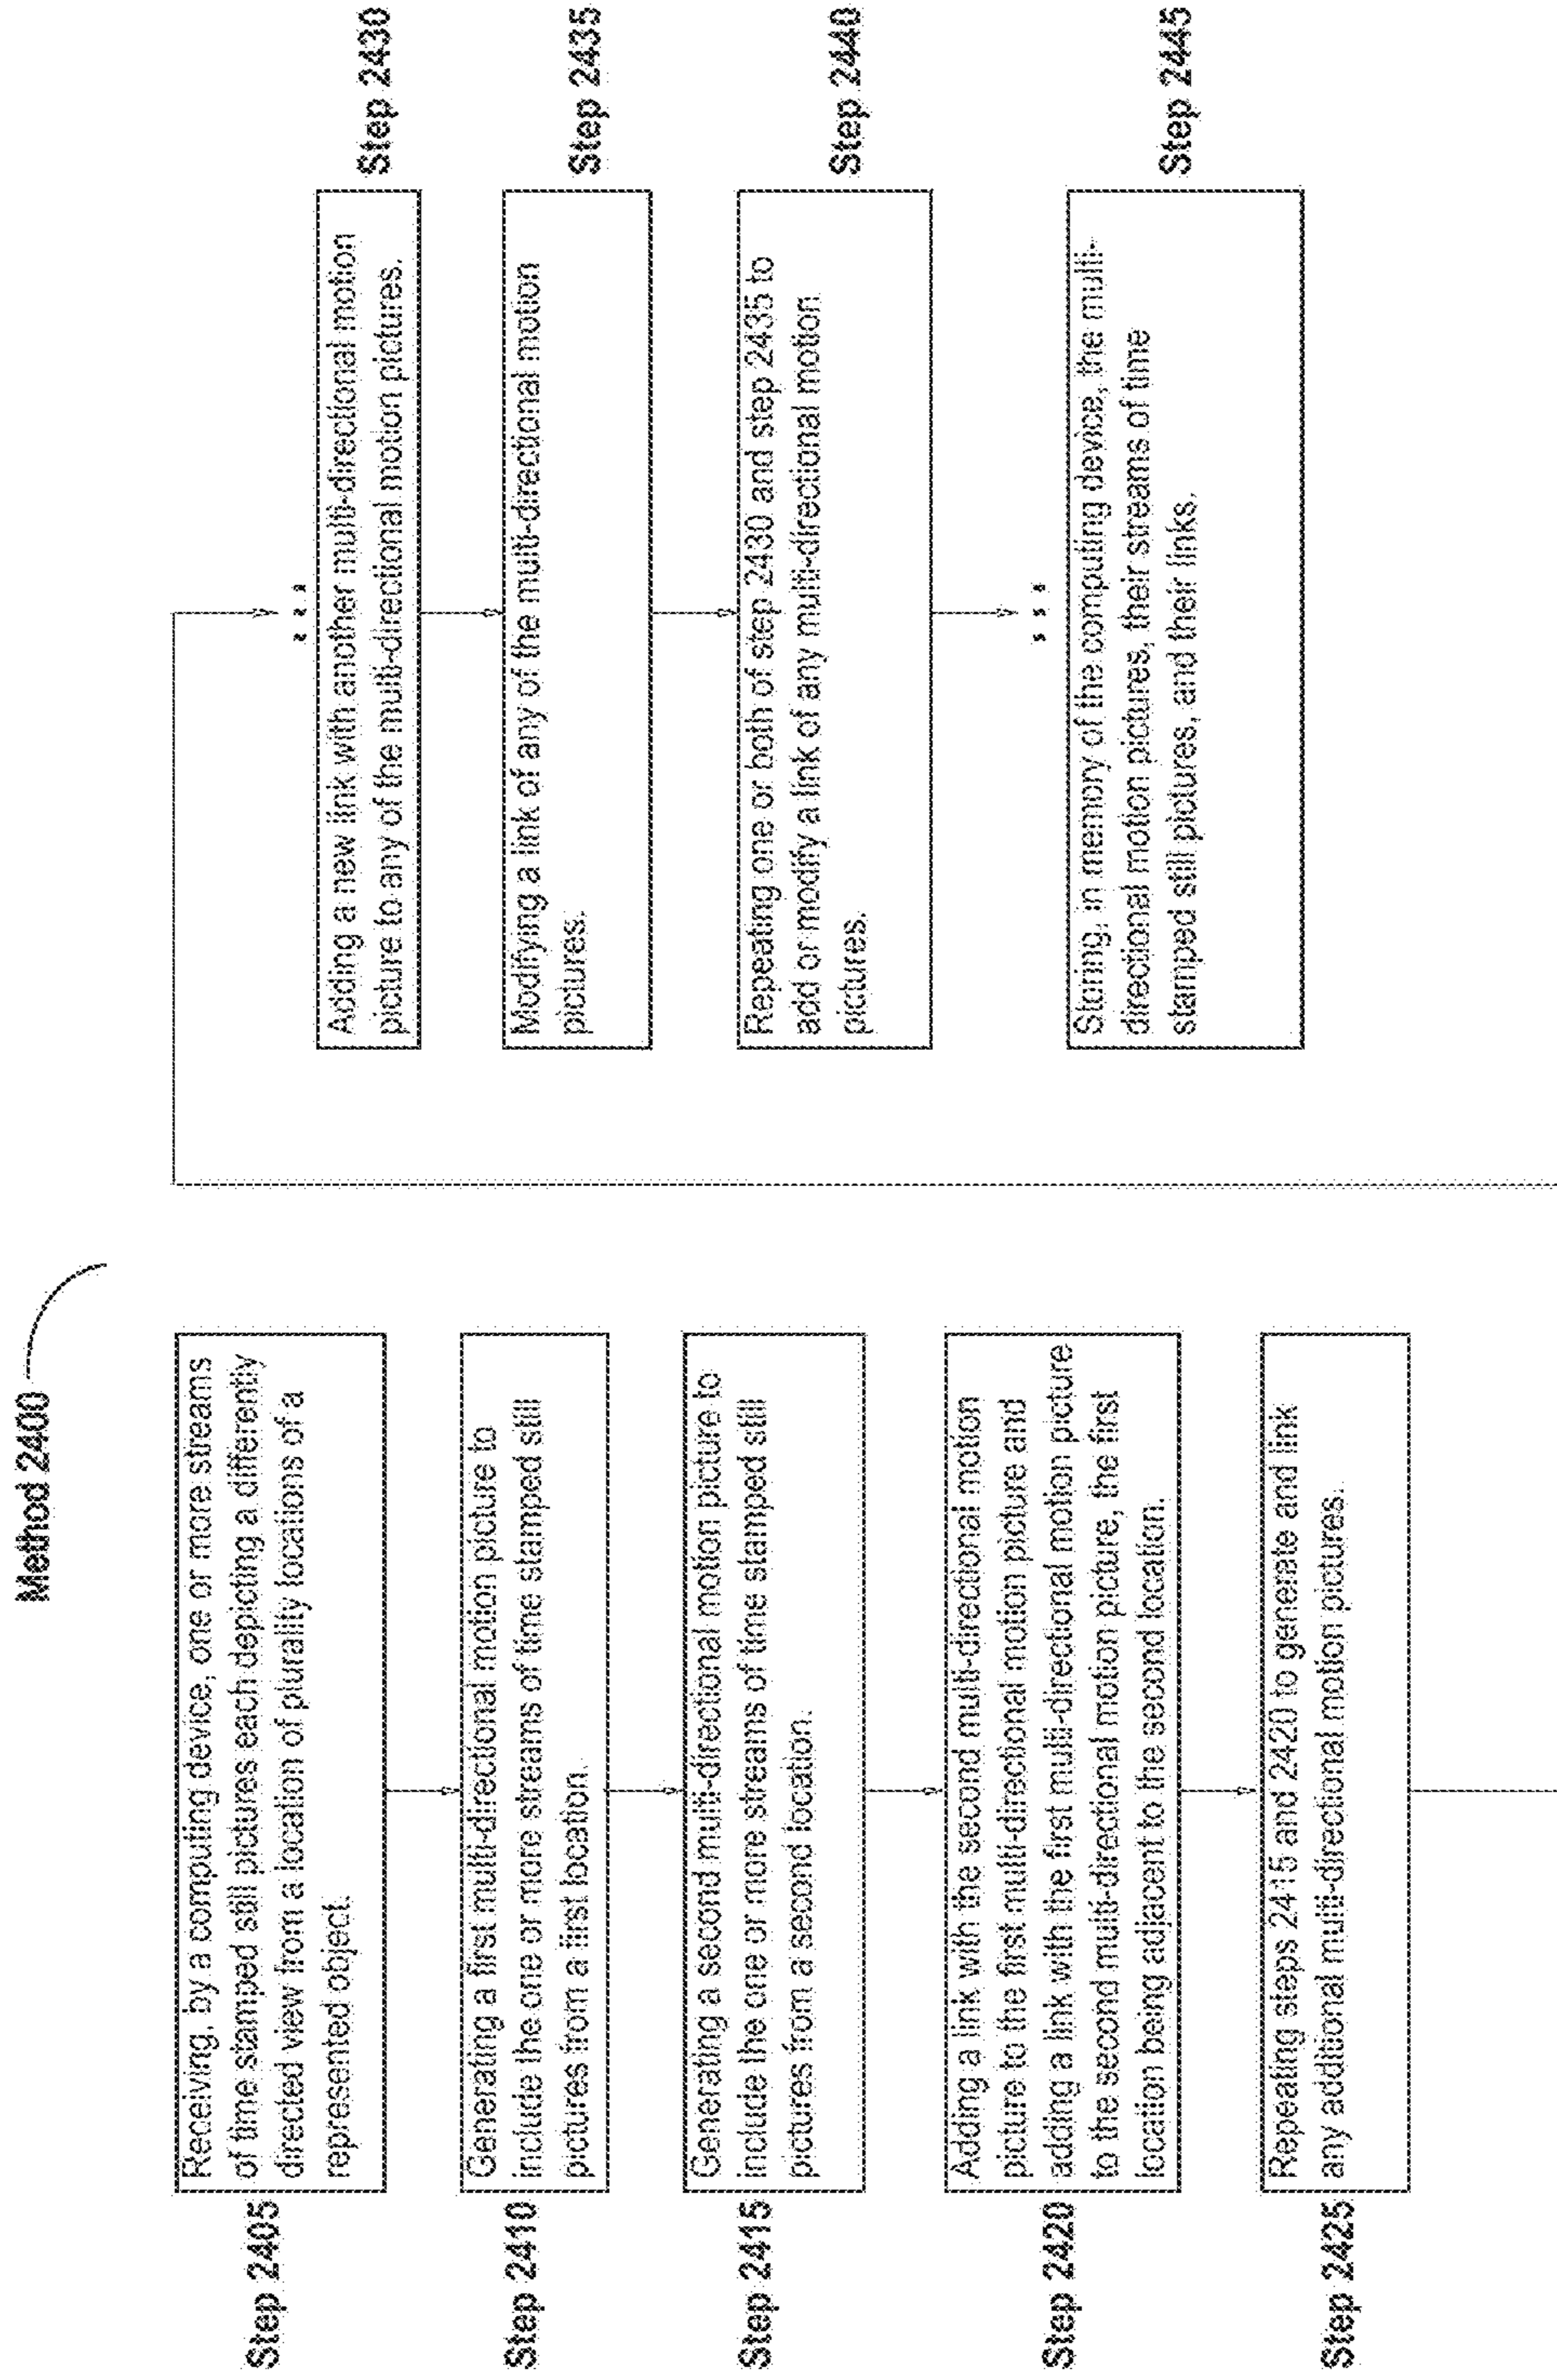 Method 2400
Step 2405
Receiving, by a computing device, one or more streams
of time stamped still pictures each depicting a differently
directed view from a location of plurality locations of a
represented object.
Step 2410
Generating a first multi-directional motion picture to
include the one or more streams of time stamped still
pictures from a first location.
Step 2415
Generating a second multi-directional motion picture to
include the one or more streams of time stamped still
pictures from a second location.
Step 2420
Adding a link with the second multi-directional motion
picture to the first multi-directional motion picture and
adding a link with the first multi-directional motion picture
to the second multi-directional motion picture, the first
location being adjacent to the second location.
Step 2425
Repeating steps 2415 and 2420 to generate and link
any additional multi-directional motion pictures.
Adding a new link with another multi-directional motion
picture to any of the multi-directional motion pictures.
Step 2430
Modifying a link of any of the multi-directional motion
pictures.
Step 2435
Repeating one or both of step 2430 and step 2435 to
add or modify a link of any multi-directional motion
pictures.
Step 2440
Storing, in memory of the computing device, the multi-
directional motion pictures, their streams of time
stamped still pictures, and their links.
Step 2445